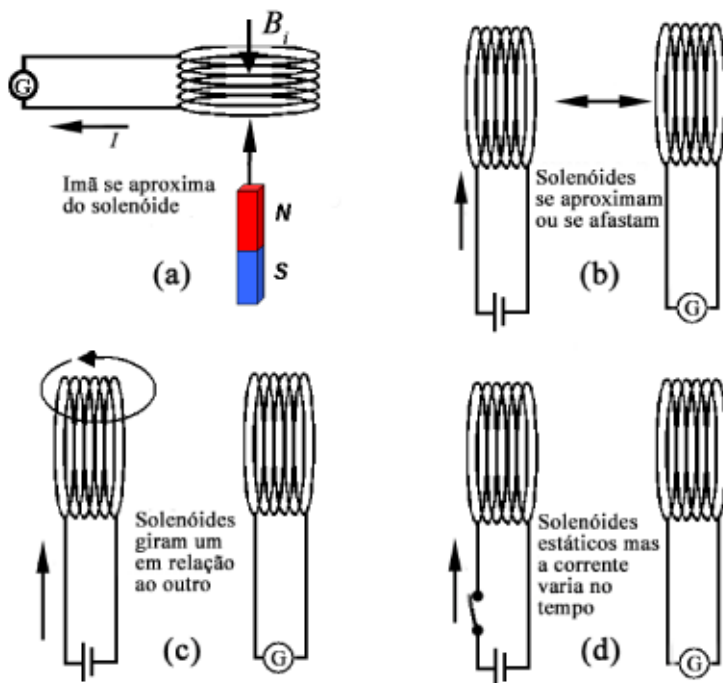 B_i
G
I
Imã se aproxima
do solenóide
N
S
(a)
Solenóides
se aproximam
ou se afastam
(b)
G
Solenóides
giram um
em relação
ao outro
(c)
G
Solenóides
estáticos mas
a corrente
varia no
tempo
(d)
G